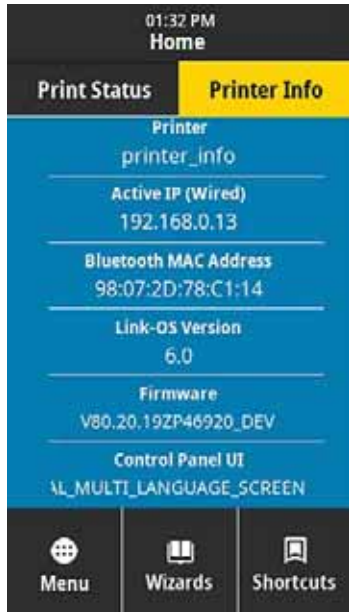 01:32 PM
Home
Print Status
Printer Info
Printer
printer_info
Active IP (Wired)
192.168.0.13
Bluetooth MAC Address
98:07:2D:78:C1:14
Link-OS Version
6.0
Firmware
V80.20.19ZP46920_DEV
Control Panel UI
AL_MULTI_LANGUAGE_SCREEN
Menu
Wizards
Shortcuts